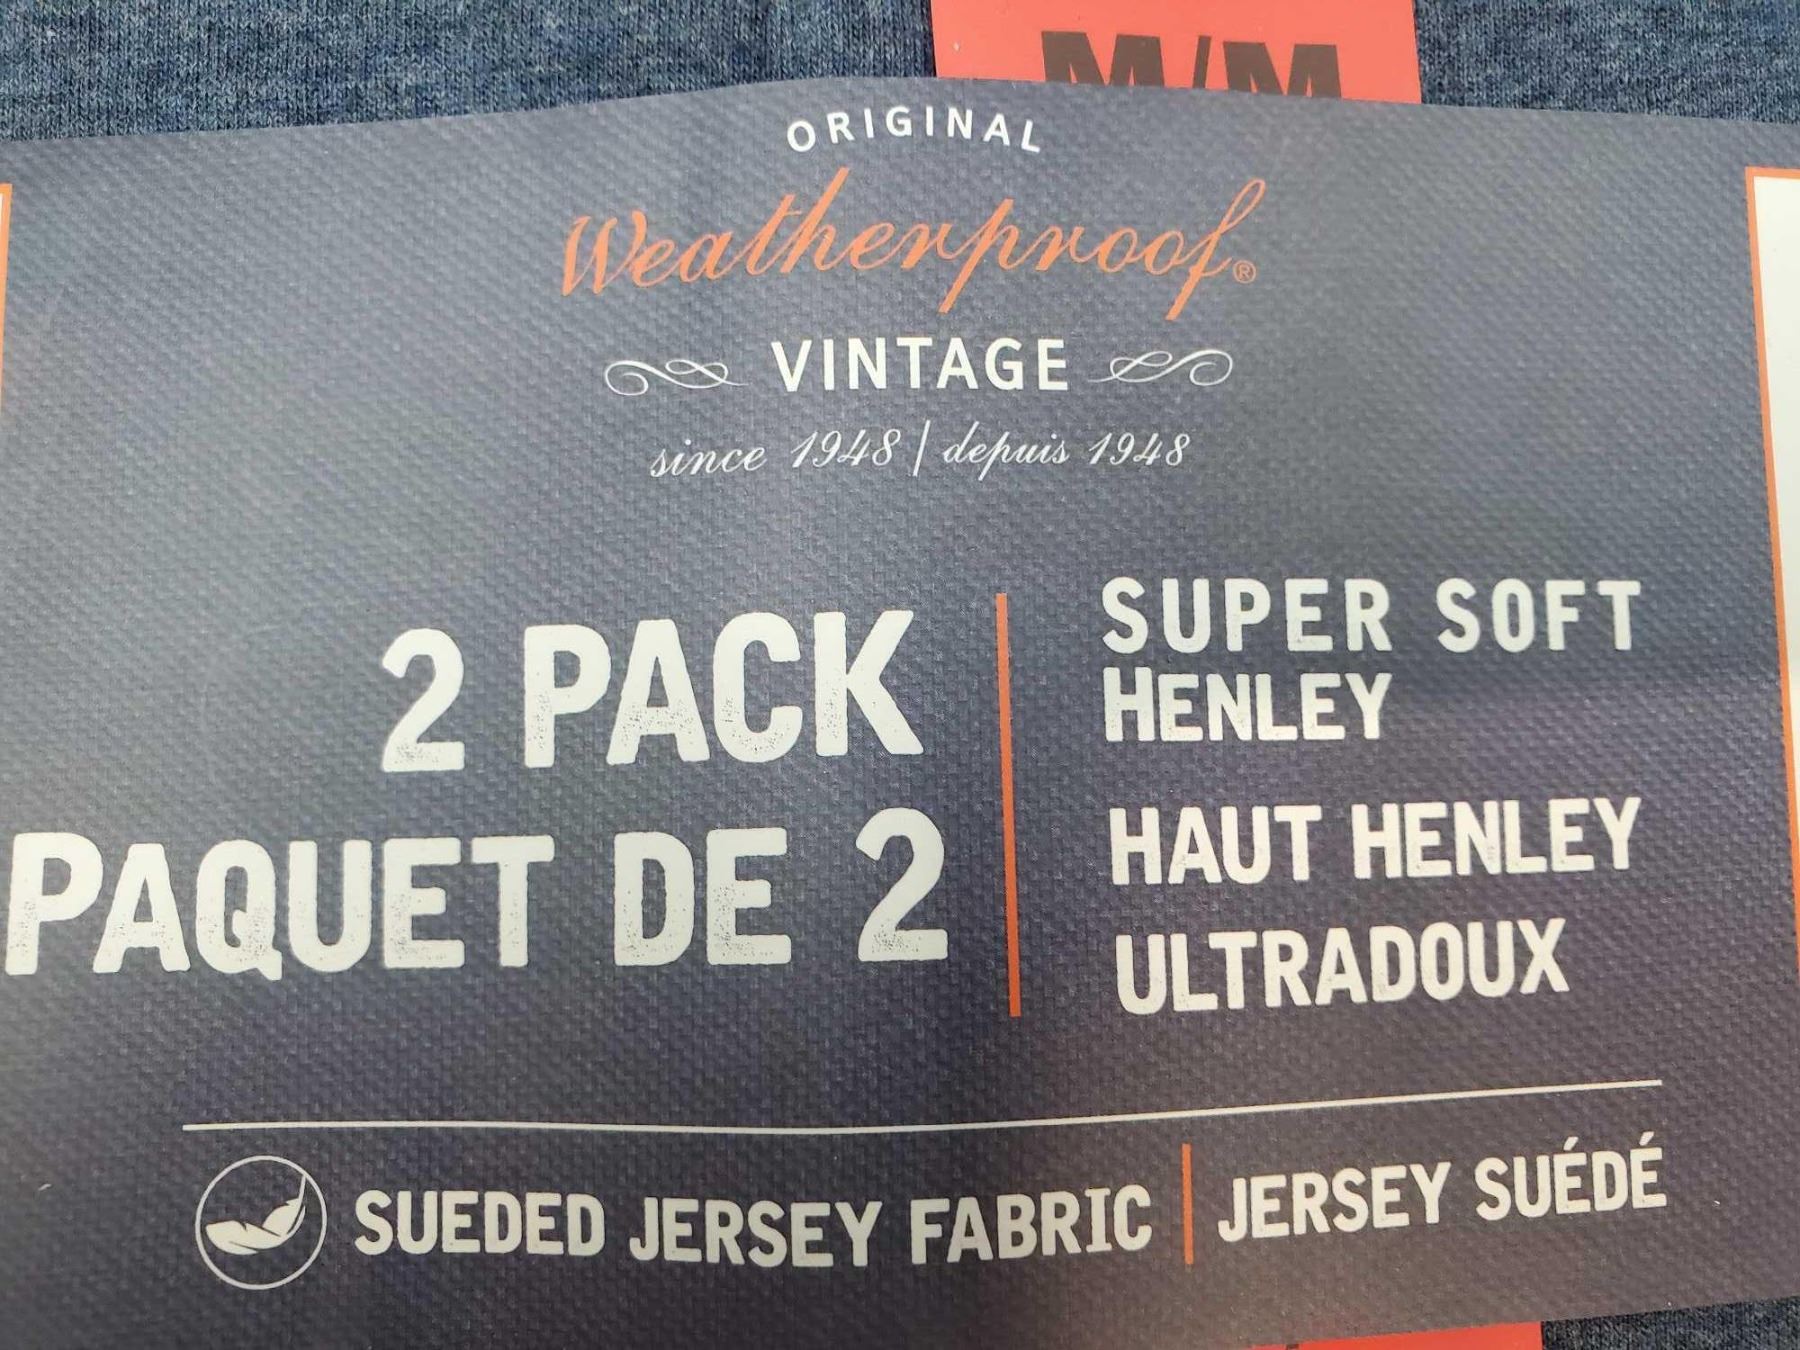 M/M
ORIGINAL
Weatherproof®
VINTAGE
since 1948 | depuis 1948
2 PACK
PAQUET DE 2
SUPER SOFT
HENLEY
HAUT HENLEY
ULTRADOUX
SUEDED JERSEY FABRIC | JERSEY SUÉDÉ